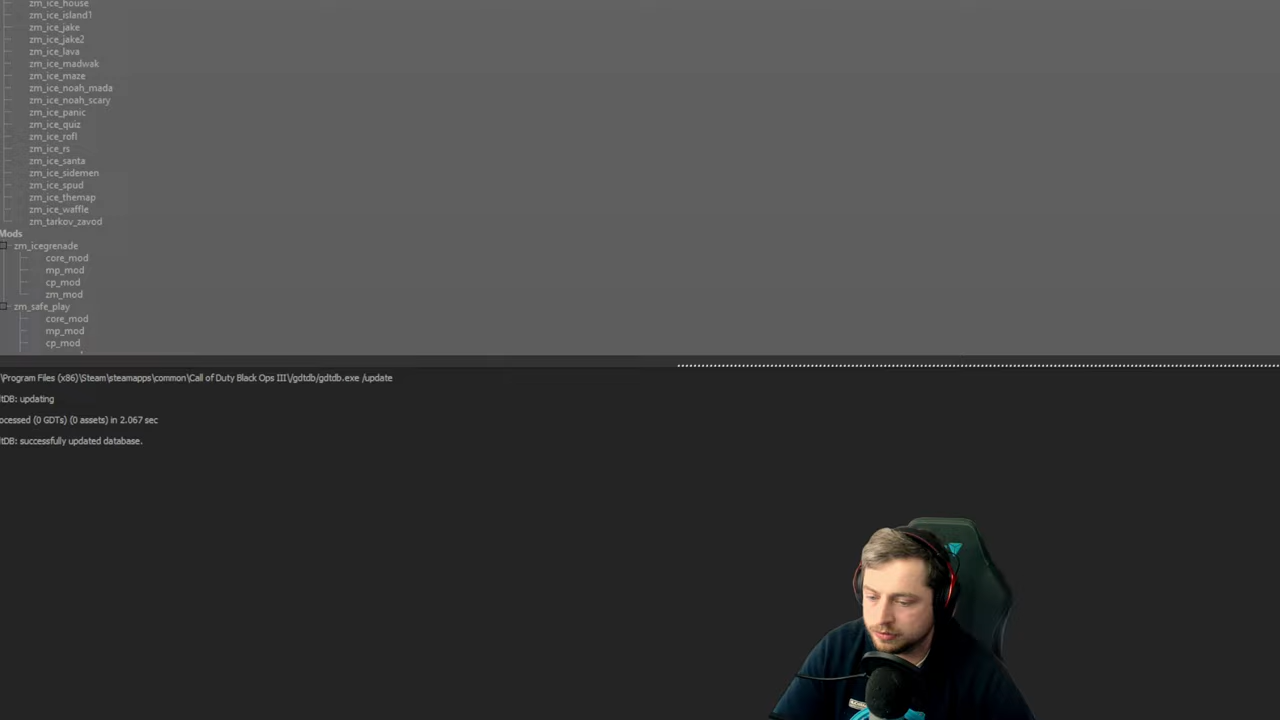 zm_ice_house
zm_ice_island1
zm_ice_jake
zm_ice_jake2
zm_ice_lava
zm_ice_madwak
zm_ice_maze
zm_ice_noah_mada
zm_ice_noah_scary
zm_ice_panic
zm_ice_quiz
zm_ice_rofl
zm_ice_rs
zm_ice_santa
zm_ice_sidemen
zm_ice_spud
zm_ice_themap
zm_ice_waffle
zm_tarkov_zavod
Mods
zm_icegrenade
core_mod
mp_mod
cp_mod
zm_mod
zm_safe_play
core_mod
mp_mod
cp_mod
\Program Files (x86)\Steam\steamapps\common\Call of Duty Black Ops III\/gdtdb/gdtdb.exe /update
tDB: updating
ocessed (0 GDTs) (0 assets) in 2.067 sec
tDB: successfully updated database.